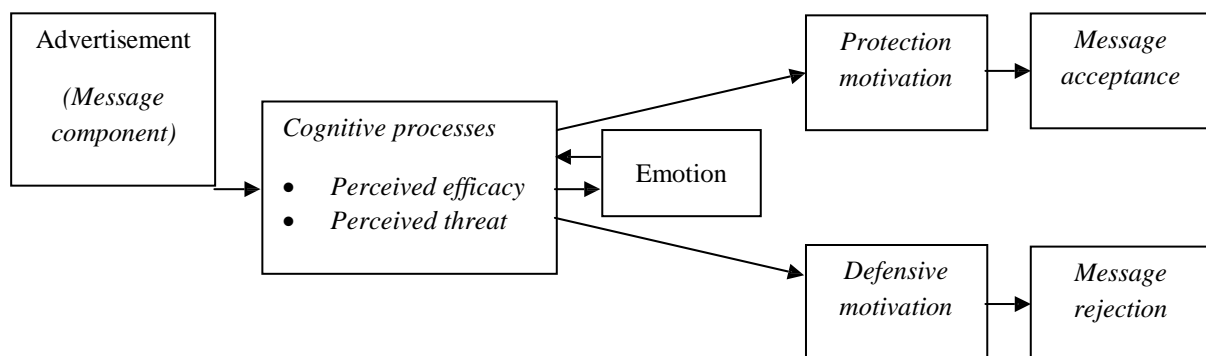 Advertisement
(Message
component)
Cognitive processes
• Perceived efficacy
• Perceived threat
Emotion
Protection
motivation
Message
acceptance
Defensive
motivation
Message
rejection